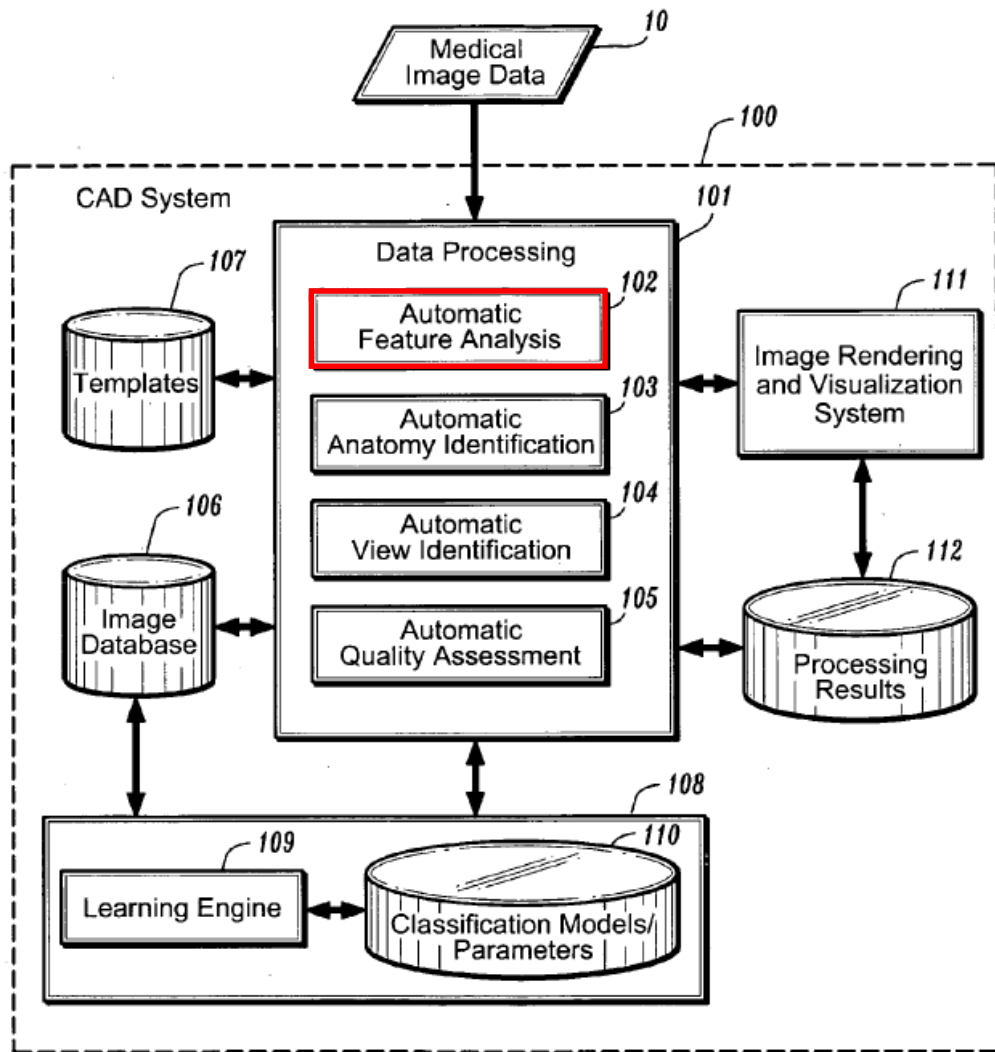 10
Medical
Image Data
100
CAD System
101
Data Processing
107
102
Automatic
Feature Analysis
111
Templates
Image Rendering
and Visualization
System
103
Automatic
Anatomy Identification
106
104
Automatic
View Identification
112
Image
Database
105
Automatic
Quality Assessment
Processing
Results
108
109
110
Learning Engine
Classification Models/
Parameters